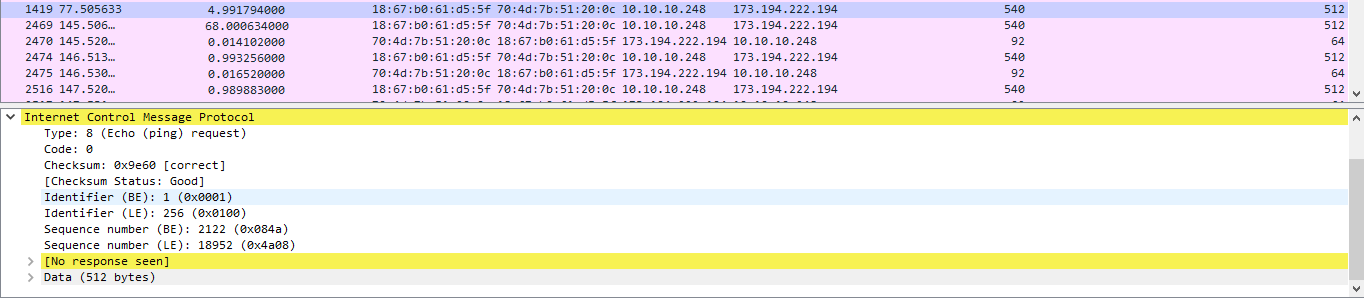 1419 77.505633 4.991794000 18:67:b0:61:d5:5f 70:4d:7b:51:20:0c 10.10.10.248 173.194.222.194 540 512
2469 145.506… 68.000634000 18:67:b0:61:d5:5f 70:4d:7b:51:20:0c 10.10.10.248 173.194.222.194 540 512
2470 145.520… 0.014102000 70:4d:7b:51:20:0c 18:67:b0:61:d5:5f 173.194.222.194 10.10.10.248 92 64
2474 146.513… 0.993256000 18:67:b0:61:d5:5f 70:4d:7b:51:20:0c 10.10.10.248 173.194.222.194 540 512
2475 146.530… 0.016520000 70:4d:7b:51:20:0c 18:67:b0:61:d5:5f 173.194.222.194 10.10.10.248 92 64
2516 147.520… 0.989883000 18:67:b0:61:d5:5f 70:4d:7b:51:20:0c 10.10.10.248 173.194.222.194 540 512
Internet Control Message Protocol
Type: 8 (Echo (ping) request)
Code: 0
Checksum: 0x9e60 [correct]
[Checksum Status: Good]
Identifier (BE): 1 (0x0001)
Identifier (LE): 256 (0x0100)
Sequence number (BE): 2122 (0x084a)
Sequence number (LE): 18952 (0x4a08)
[No response seen]
Data (512 bytes)